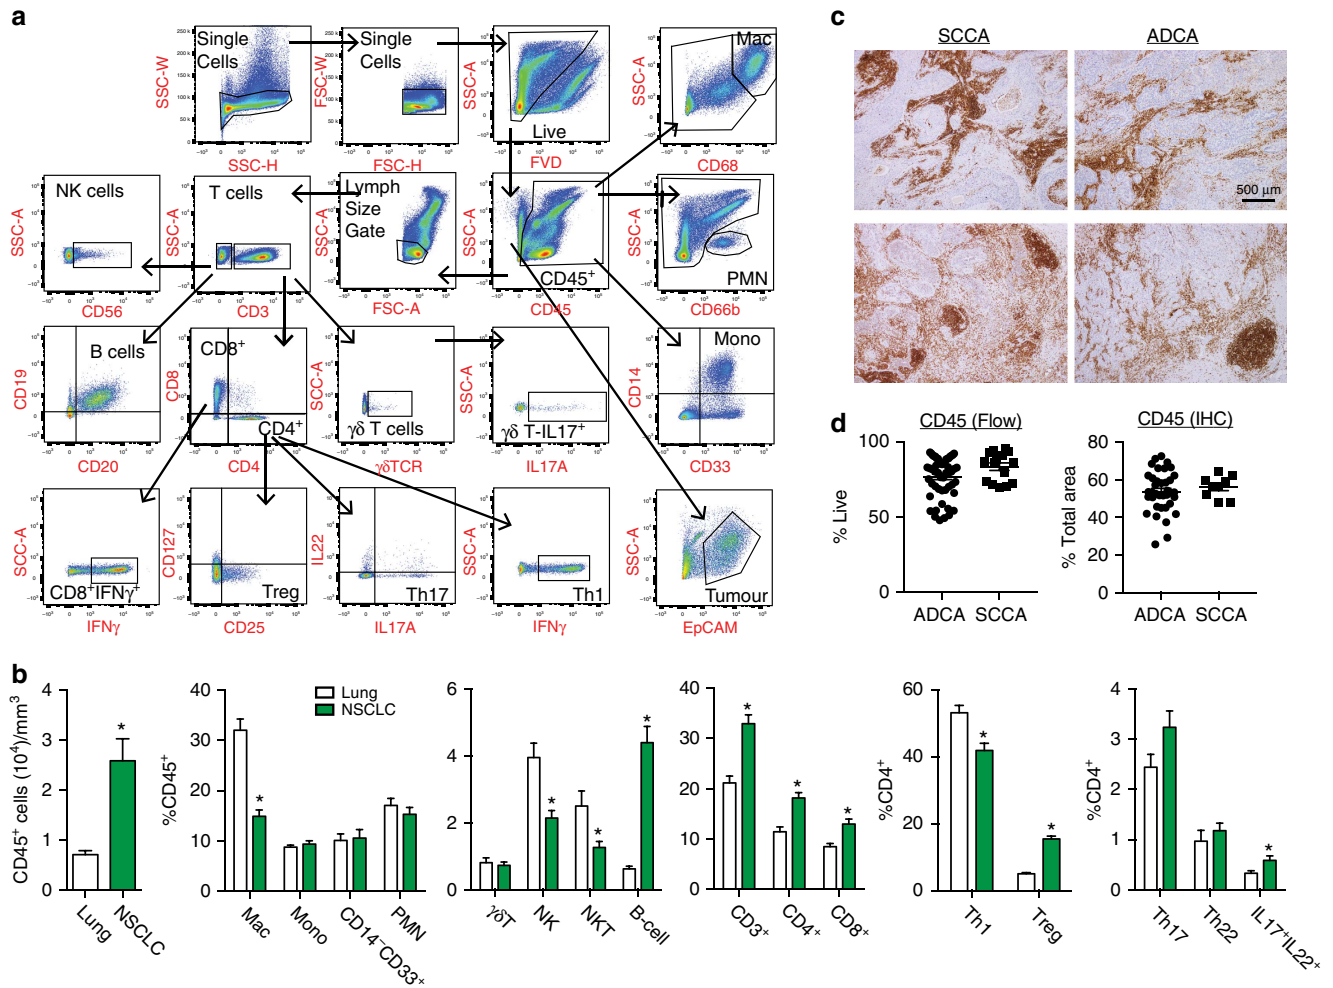 a
Single
Cells
SSC-W
SSC-H
Single
Cells
FSC-W
FSC-H
SSC-A
Live
FVD
Mac
SSC-A
CD68
NK cells
SSC-A
CD56
T cells
SSC-A
CD3
Lymph
Size
Gate
FSC-A
SSC-A
CD45+
CD45
SSC-A
PMN
CD66b
B cells
CD19
CD20
CD8+
CD8
CD4+
CD4
SCC-A
γδ T cells
γδTCR
SSC-A
γδ T-IL17+
IL17A
Mono
CD14
CD33
SCC-A
CD8+IFNγ+
IFNγ
CD127
Treg
CD25
IL22
Th17
IL17A
SSC-A
Th1
IFNγ
SSC-A
Tumour
EpCAM
b
CD45+ cells (10⁴)/mm³
4
3
2
1
0
Lung
NSCLC
*
%CD45+
40
30
20
10
0
Lung
NSCLC
*
Mac
Mono
CD14−CD33+
PMN
6
4
2
0
* * *
γδT
NK
NKT
B-cell
40
30
20
10
0
* * *
CD3+
CD4+
CD8+
%CD4+
60
40
20
0
* *
Th1
Treg
%CD4+
4
3
2
1
0
*
Th17
Th22
IL17+IL22+
c
SCCA
ADCA
500 μm
d
CD45 (Flow)
% Live
100
50
0
ADCA SCCA
CD45 (IHC)
% Total area
80
60
40
20
0
ADCA SCCA